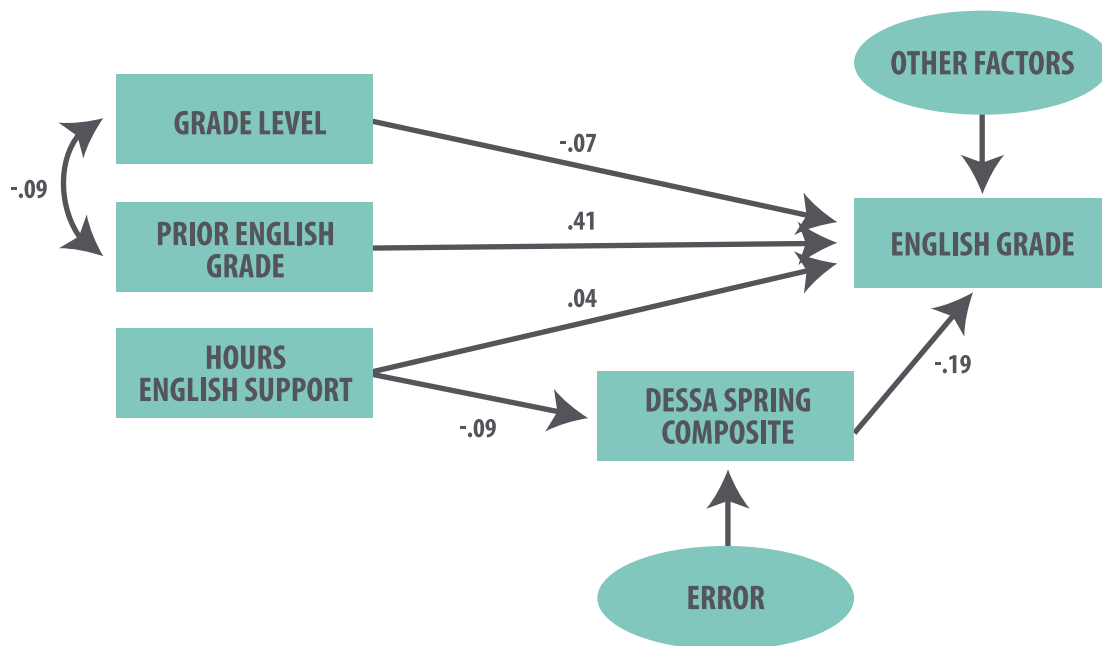 OTHER FACTORS
GRADE LEVEL
-.07
-.09
PRIOR ENGLISH
GRADE
.41
ENGLISH GRADE
.04
HOURS
ENGLISH SUPPORT
-.19
-.09
DESSA SPRING
COMPOSITE
ERROR